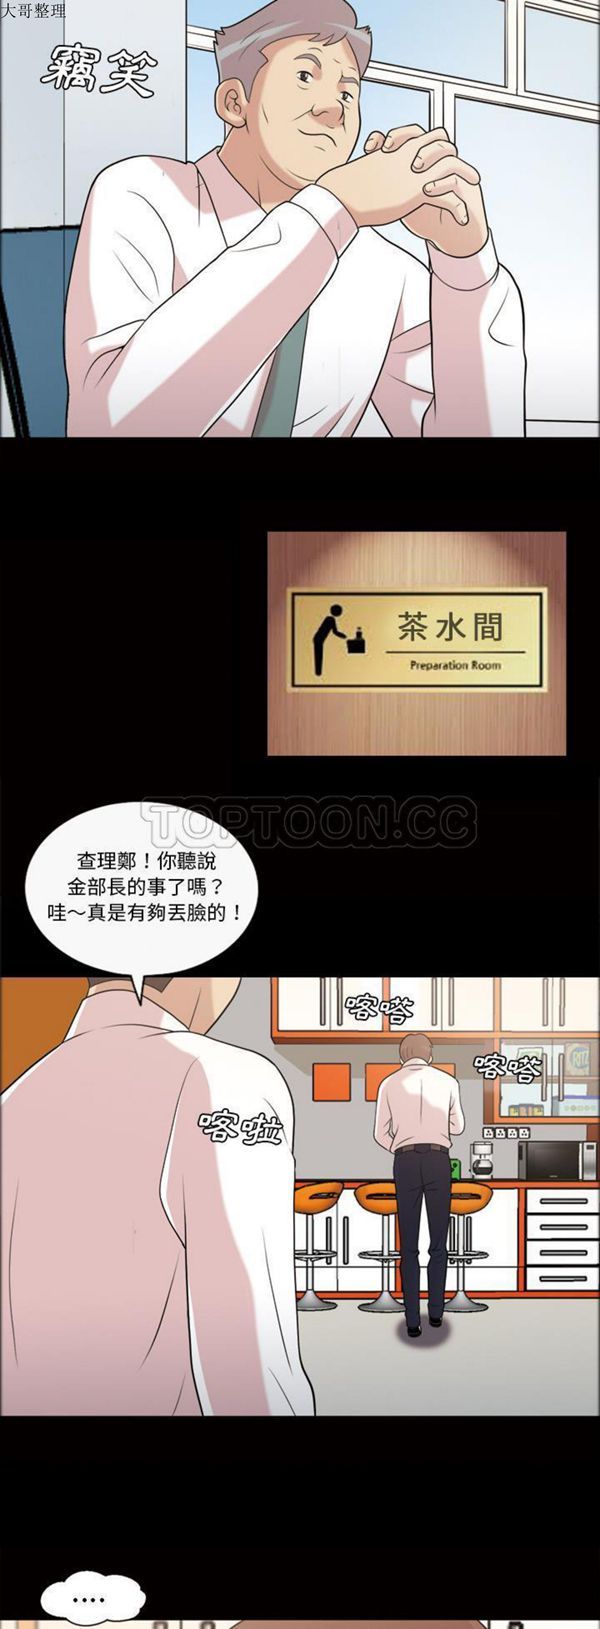 大哥整理
竊笑
茶水間
Preparation Room
TOPTOON.CC
查理鄭！你聽說
金部長的事了嗎？
哇～真是有夠丟臉的！
喀嗒
喀嗒
喀啦
RITZ
....